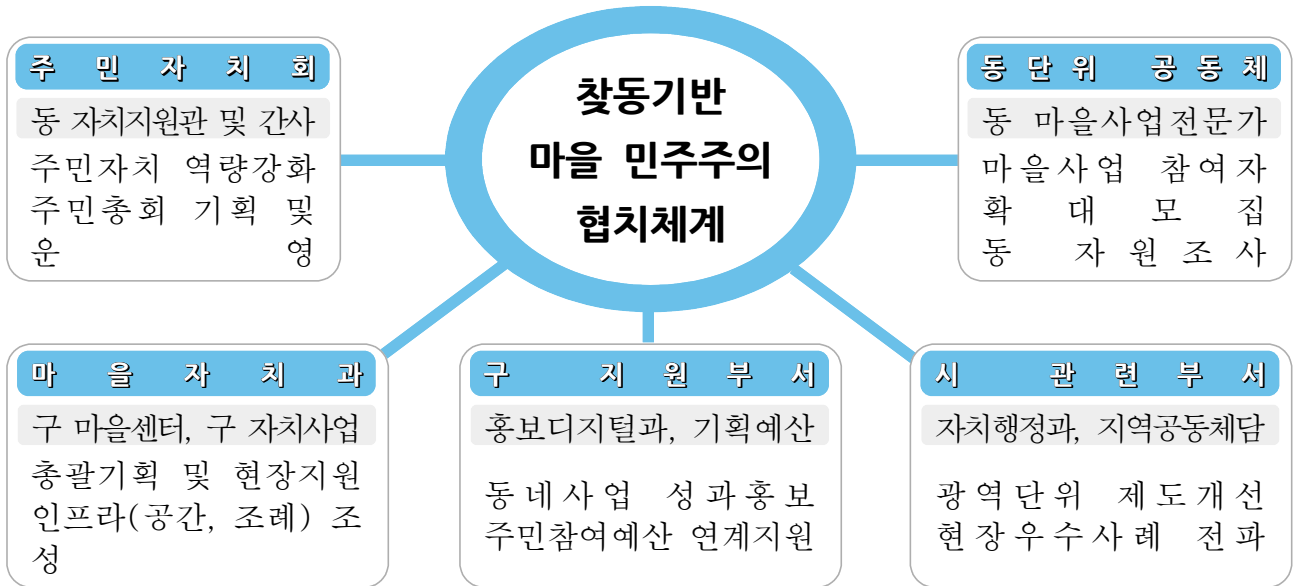 찾동기반
마을 민주주의
협치체계
주민자치회
동 자치지원관 및 간사
주민자치 역량강화
주민총회 기획 및
운영
동단위 공동체
동 마을사업전문가
마을사업 참여자
확대모집
동 자원조사
마을자치과
구 마을센터, 구 자치사업
총괄기획 및 현장지원
인프라(공간, 조례) 조
성
구 지원부서
홍보디지털과, 기획예산
동네사업 성과홍보
주민참여예산 연계지원
시 관련부서
자치행정과, 지역공동체담
광역단위 제도개선
현장우수사례 전파